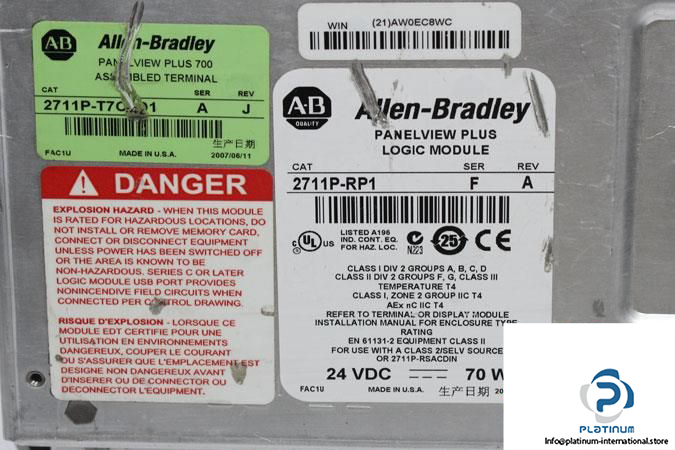 AB Allen-Bradley
PANELVIEW PLUS 700
ASSEMBLED TERMINAL
CAT SER REV
A J
FAC1U MADE IN U.S.A. 生产日期
2007/06/11
WIN (21)AW0EC8WC
DANGER
EXPLOSION HAZARD - WHEN THIS MODULE
IS RATED FOR HAZARDOUS LOCATIONS, DO
NOT INSTALL OR REMOVE MEMORY CARD,
CONNECT OR DISCONNECT EQUIPMENT
UNLESS POWER HAS BEEN SWITCHED OFF
OR THE AREA IS KNOWN TO BE
NON-HAZARDOUS. SERIES C OR LATER
LOGIC MODULE USB PORT PROVIDES
NONINCENDIVE FIELD CIRCUITS WHEN
CONNECTED PER CONTROL DRAWING.
RISQUE D'EXPLOSION - LORSQUE CE
MODULE EDT CERTIFIE POUR UNE
UTILISATION EN ENVIRONNEMENTS
DANGEREUX, COUPER LE COURANT
OU S'ASSURER QUE L'EMPLACEMENT EST
DESIGNE NON DANGEREUX AVANT
D'INSERER OU DE CONNECTER OU
DECONNECTER L'EQUIPMENT.
A-B QUALITY
Allen-Bradley
PANELVIEW PLUS
LOGIC MODULE
CAT SER REV
2711P-RP1 F A
c UL US LISTED A196
IND. CONT. EQ.
FOR HAZ. LOC.
N223
25
CE
CLASS I DIV 2 GROUPS A, B, C, D
CLASS II DIV 2 GROUPS F, G, CLASS III
TEMPERATURE T4
CLASS I, ZONE 2 GROUP IIC T4
AEx nC IIC T4
REFER TO TERMINAL OR DISPLAY MODULE
INSTALLATION MANUAL FOR ENCLOSURE TYPE
RATING
EN 61131-2 EQUIPMENT CLASS II
FOR USE WITH A CLASS 2/SELV SOURCE
OR 2711P-RSACDIN
24 VDC 70 W
FAC1U MADE IN U.S.A. 生产日期
PLATINUM
Info@platinum-international.store